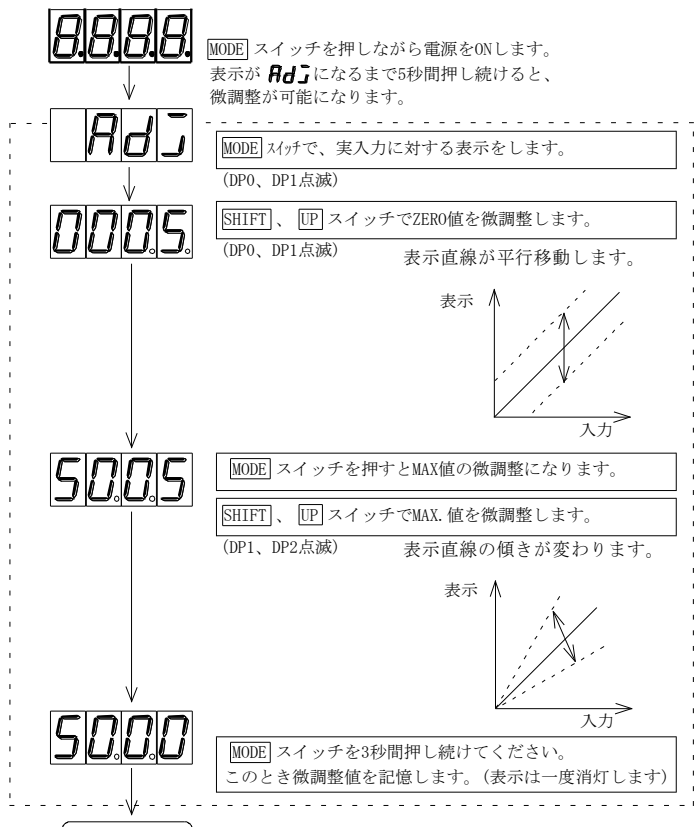 8.8.8.8.
MODE スイッチを押しながら電源をONします。
表示が Adj になるまで5秒間押し続けると、
微調整が可能になります。
Adj
MODE スイッチで、実入力に対する表示をします。
(DP0、DP1点滅)
000.5.
SHIFT 、 UP スイッチでZERO値を微調整します。
(DP0、DP1点滅) 表示直線が平行移動します。
表示
入力
50.0.5
MODE スイッチを押すとMAX値の微調整になります。
SHIFT 、 UP スイッチでMAX.値を微調整します。
(DP1、DP2点滅) 表示直線の傾きが変わります。
表示
入力
50.0.0
MODE スイッチを3秒間押し続けてください。
このとき微調整値を記憶します。(表示は一度消灯します)